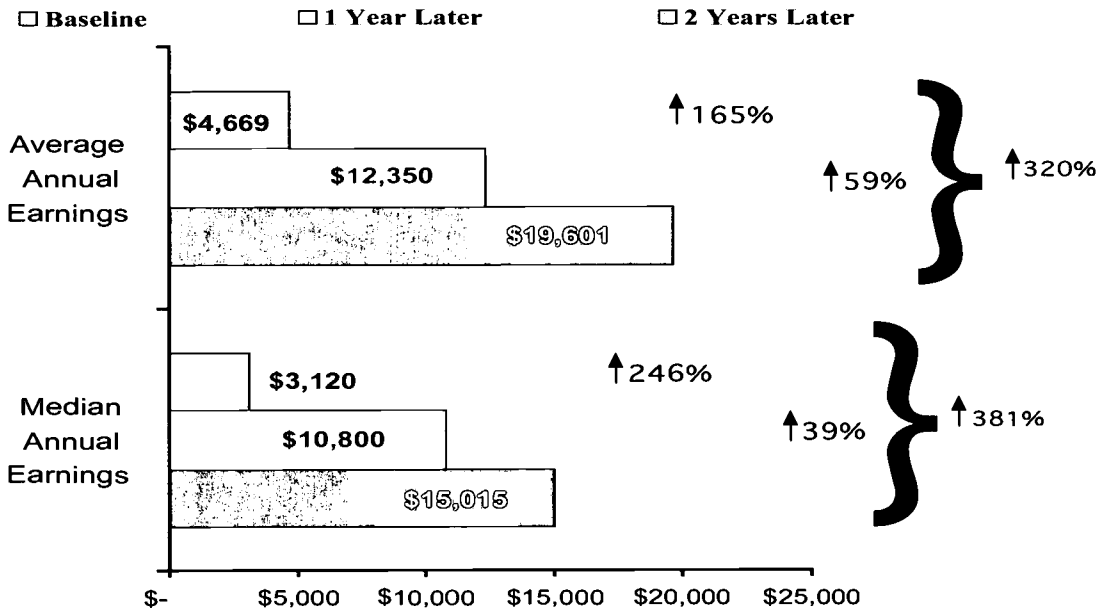 Baseline 1 Year Later 2 Years Later
$4,669
165%
Average
Annual
Earnings
$12,350
59%
320%
$19,601
$3,120
246%
Median
Annual
Earnings
$10,800
39%
381%
$15,015
$- $5,000 $10,000 $15,000 $20,000 $25,000